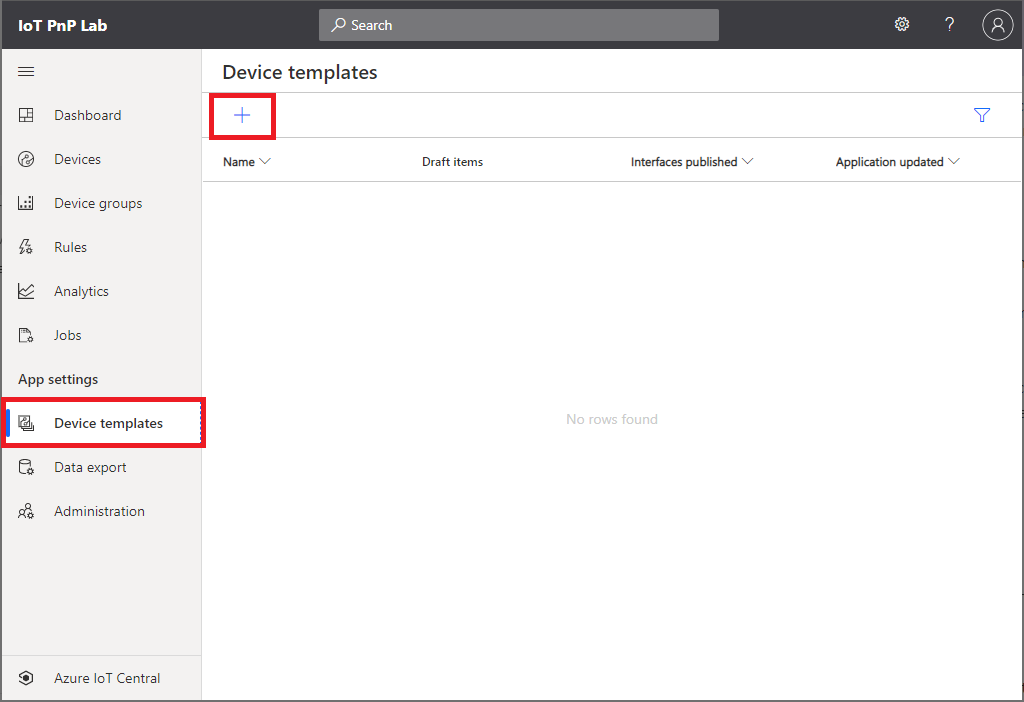 IoT PnP Lab
Search
?
Dashboard
Devices
Device groups
Rules
Analytics
Jobs
App settings
Device templates
Data export
Administration
Azure IoT Central
Device templates
+
Name
Draft items
Interfaces published
Application updated
No rows found